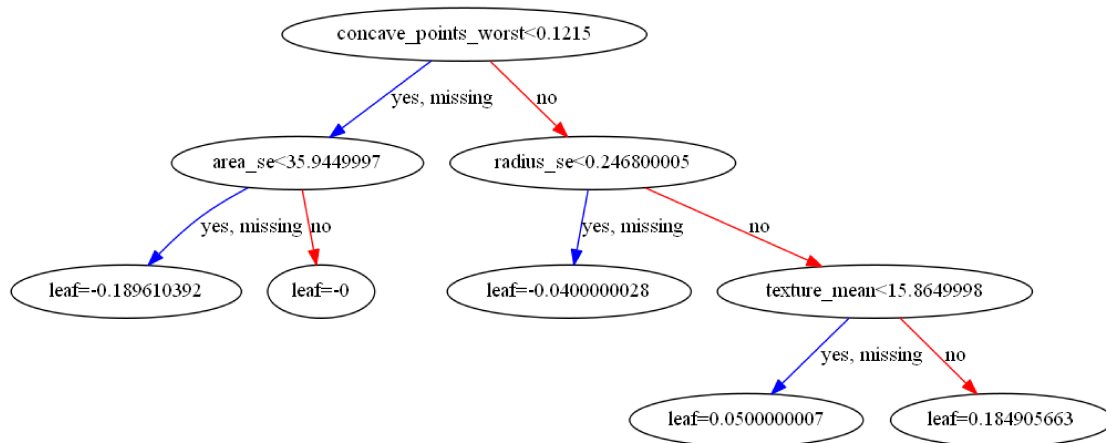 concave_points_worst<0.1215
yes, missing
no
area_se<35.9449997
radius_se<0.246800005
yes, missing
no
yes, missing
no
leaf=-0.189610392
leaf=-0
leaf=-0.0400000028
texture_mean<15.8649998
yes, missing
no
leaf=0.0500000007
leaf=0.184905663